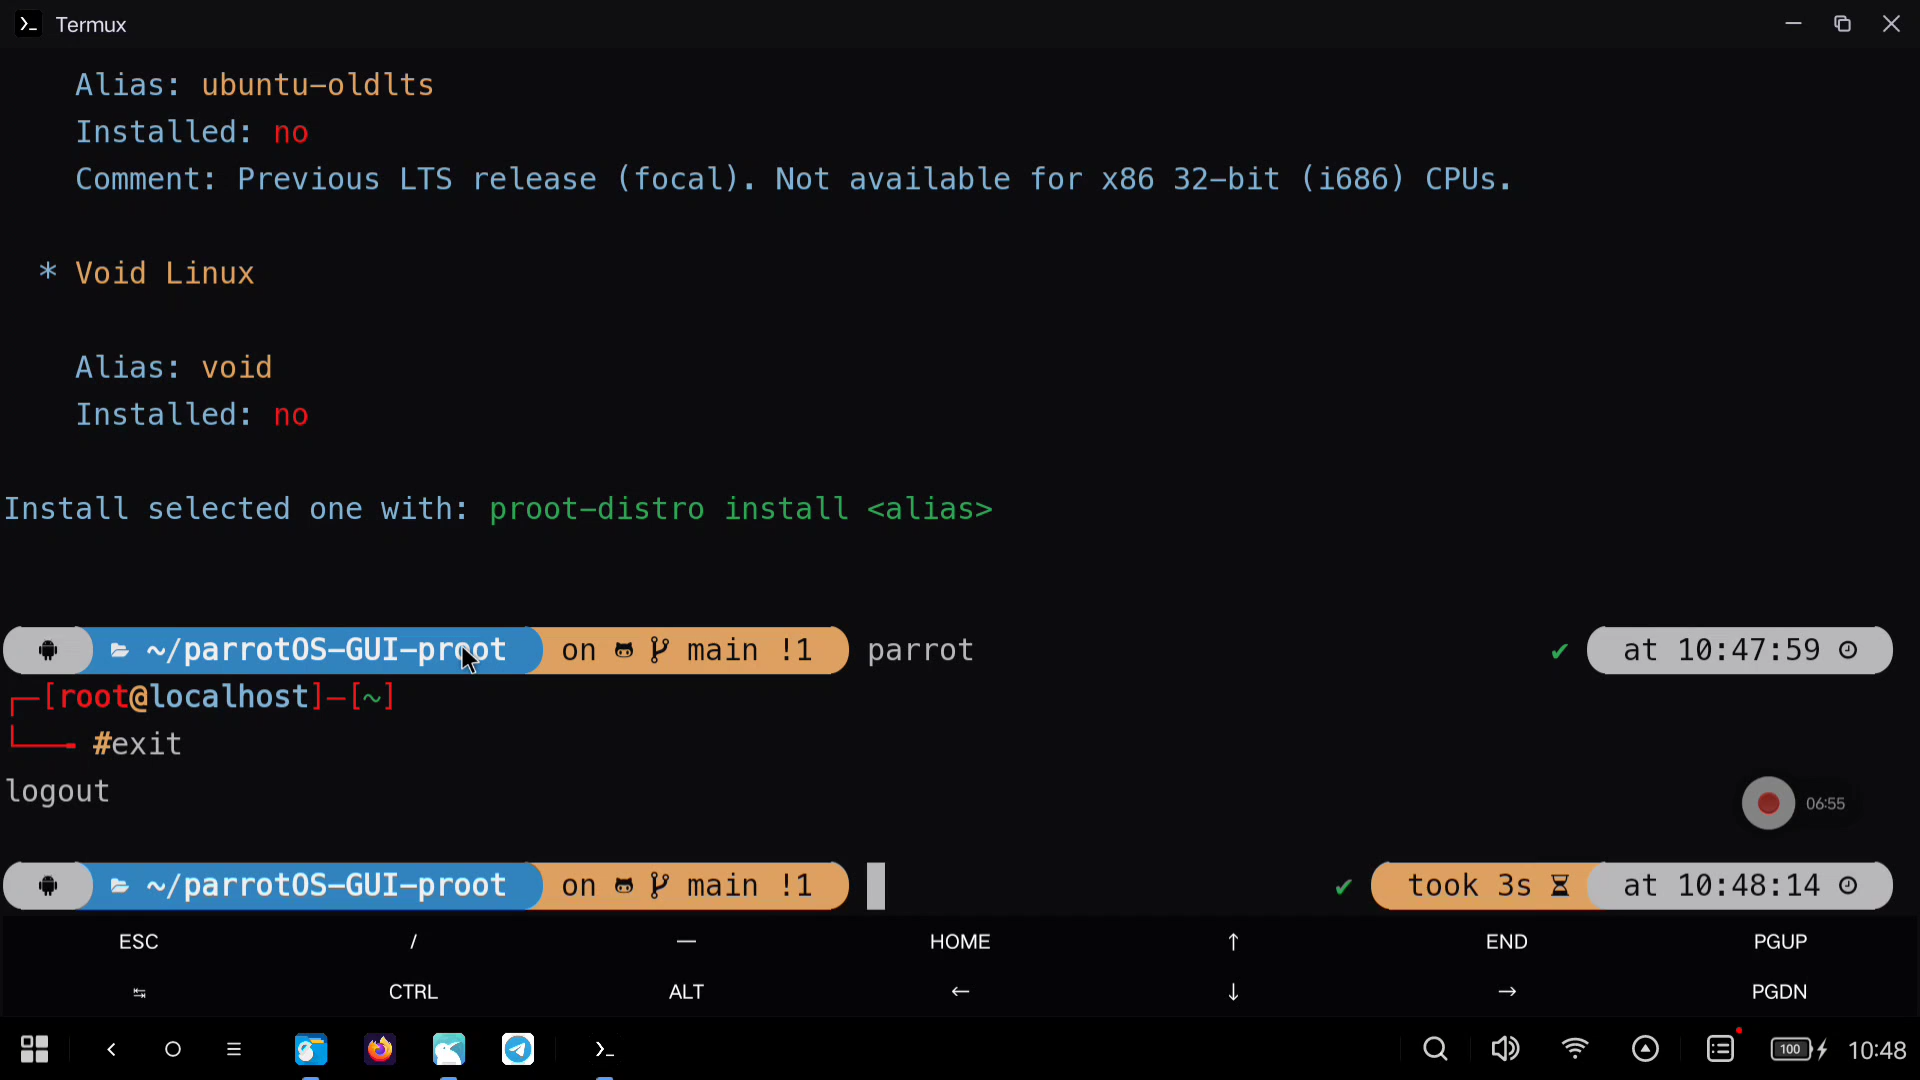 >_ Termux
Alias: ubuntu-oldlts
Installed: no
Comment: Previous LTS release (focal). Not available for x86 32-bit (i686) CPUs.
* Void Linux
Alias: void
Installed: no
Install selected one with: proot-distro install <alias>
~/parrotOS-GUI-proot on main !1 parrot ✔ at 10:47:59
┌─[root@localhost]─[~]
└──╼ #exit
logout
06:55
~/parrotOS-GUI-proot on main !1 ✔ took 3s at 10:48:14
ESC / — HOME ↑ END PGUP
↹ CTRL ALT ← ↓ → PGDN
>_ 100 10:48